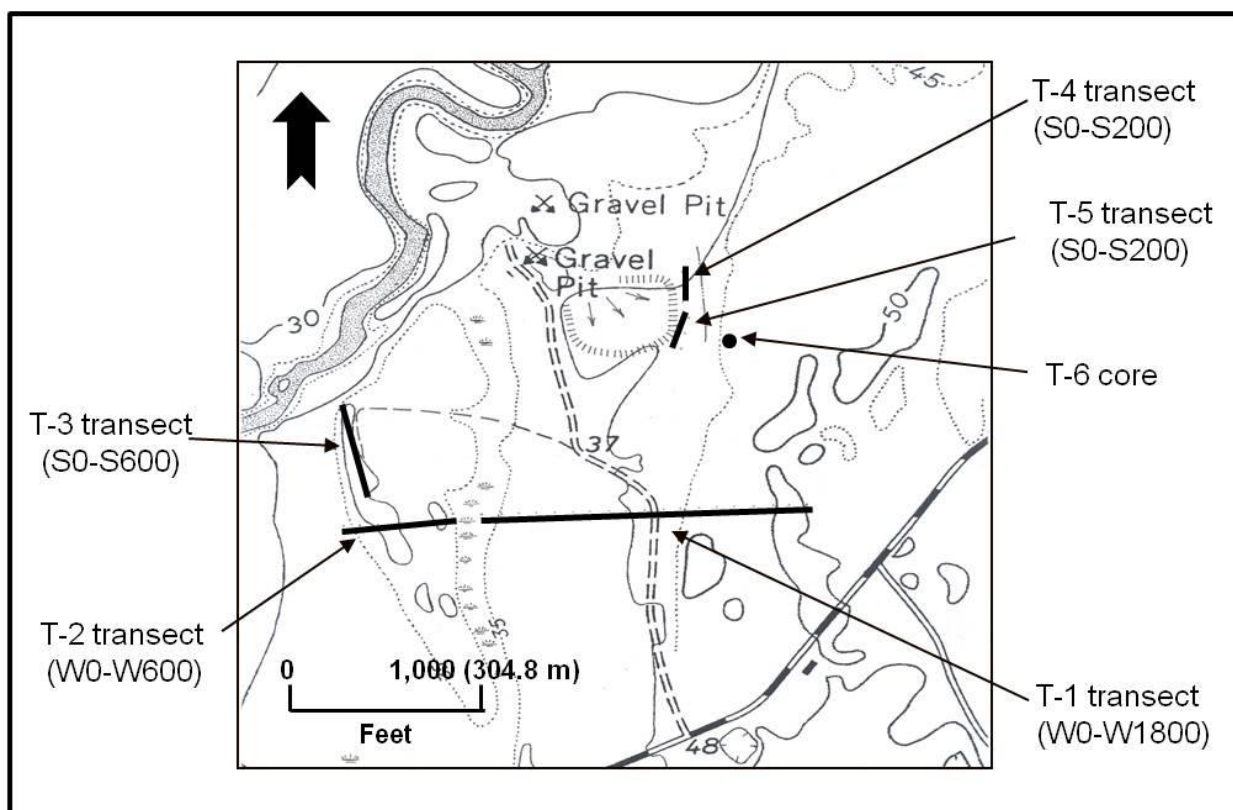 45
T-4 transect
(S0-S200)
Gravel Pit
T-5 transect
(S0-S200)
Gravel
Pit
50
30
T-6 core
T-3 transect
(S0-S600)
37
T-2 transect
(W0-W600)
35
0
1,000 (304.8 m)
Feet
T-1 transect
(W0-W1800)
48